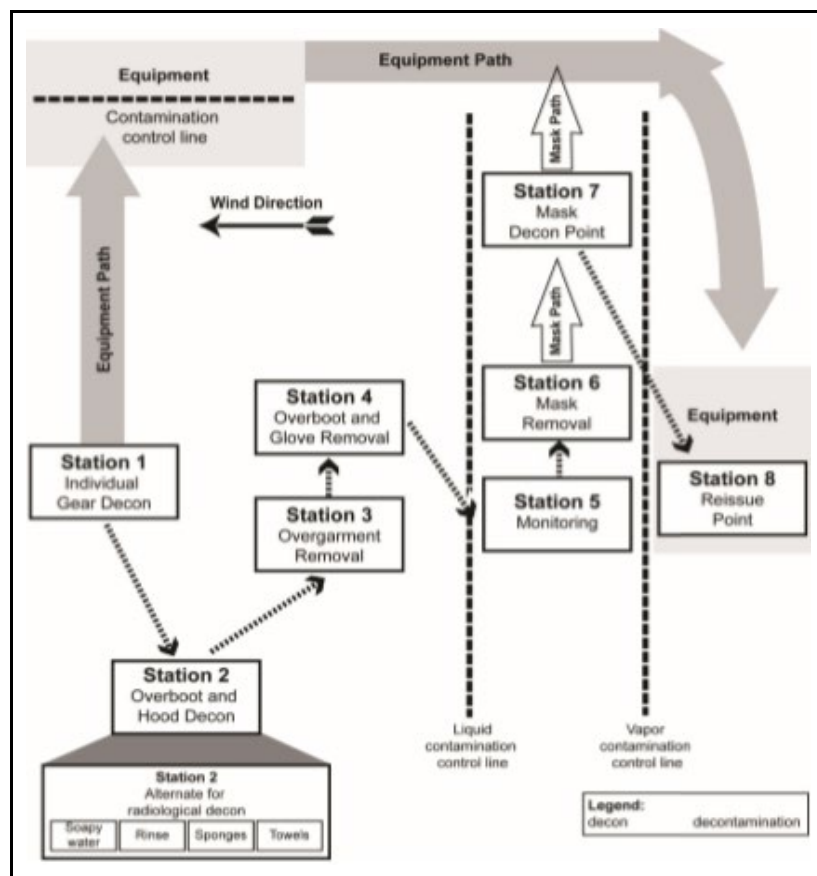 Equipment
Contamination
control line
Equipment Path
Equipment Path
Wind Direction
Mask Path
Station 7
Mask
Decon Point
Mask Path
Station 4
Overboot and
Glove Removal
Station 6
Mask
Removal
Equipment
Station 1
Individual
Gear Decon
Station 3
Overgarment
Removal
Station 5
Monitoring
Station 8
Reissue
Point
Station 2
Overboot and
Hood Decon
Liquid
contamination
control line
Vapor
contamination
control line
Station 2
Alternate for
radiological decon
Soapy
water
Rinse
Sponges
Towels
Legend:
decon decontamination